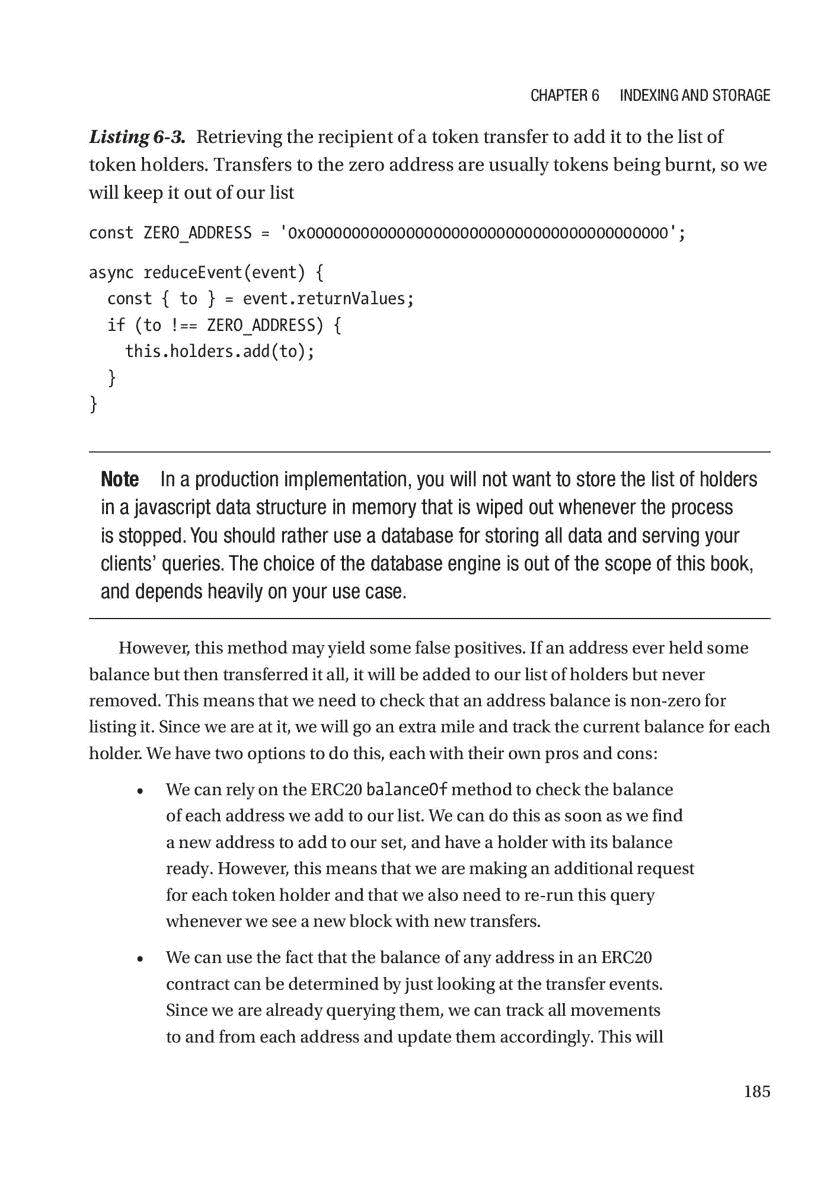 CHAPTER 6 INDEXING AND STORAGE
Listing 6-3. Retrieving the recipient of a token transfer to add it to the list of
token holders. Transfers to the zero address are usually tokens being burnt, so we
will keep it out of our list
const ZERO_ADDRESS = '0x0000000000000000000000000000000000000000';
async reduceEvent(event) {
  const { to } = event.returnValues;
  if (to !== ZERO_ADDRESS) {
    this.holders.add(to);
  }
}
Note In a production implementation, you will not want to store the list of holders
in a javascript data structure in memory that is wiped out whenever the process
is stopped. You should rather use a database for storing all data and serving your
clients’ queries. The choice of the database engine is out of the scope of this book,
and depends heavily on your use case.
However, this method may yield some false positives. If an address ever held some
balance but then transferred it all, it will be added to our list of holders but never
removed. This means that we need to check that an address balance is non-zero for
listing it. Since we are at it, we will go an extra mile and track the current balance for each
holder. We have two options to do this, each with their own pros and cons:
• We can rely on the ERC20 balanceOf method to check the balance
of each address we add to our list. We can do this as soon as we find
a new address to add to our set, and have a holder with its balance
ready. However, this means that we are making an additional request
for each token holder and that we also need to re-run this query
whenever we see a new block with new transfers.
• We can use the fact that the balance of any address in an ERC20
contract can be determined by just looking at the transfer events.
Since we are already querying them, we can track all movements
to and from each address and update them accordingly. This will
185